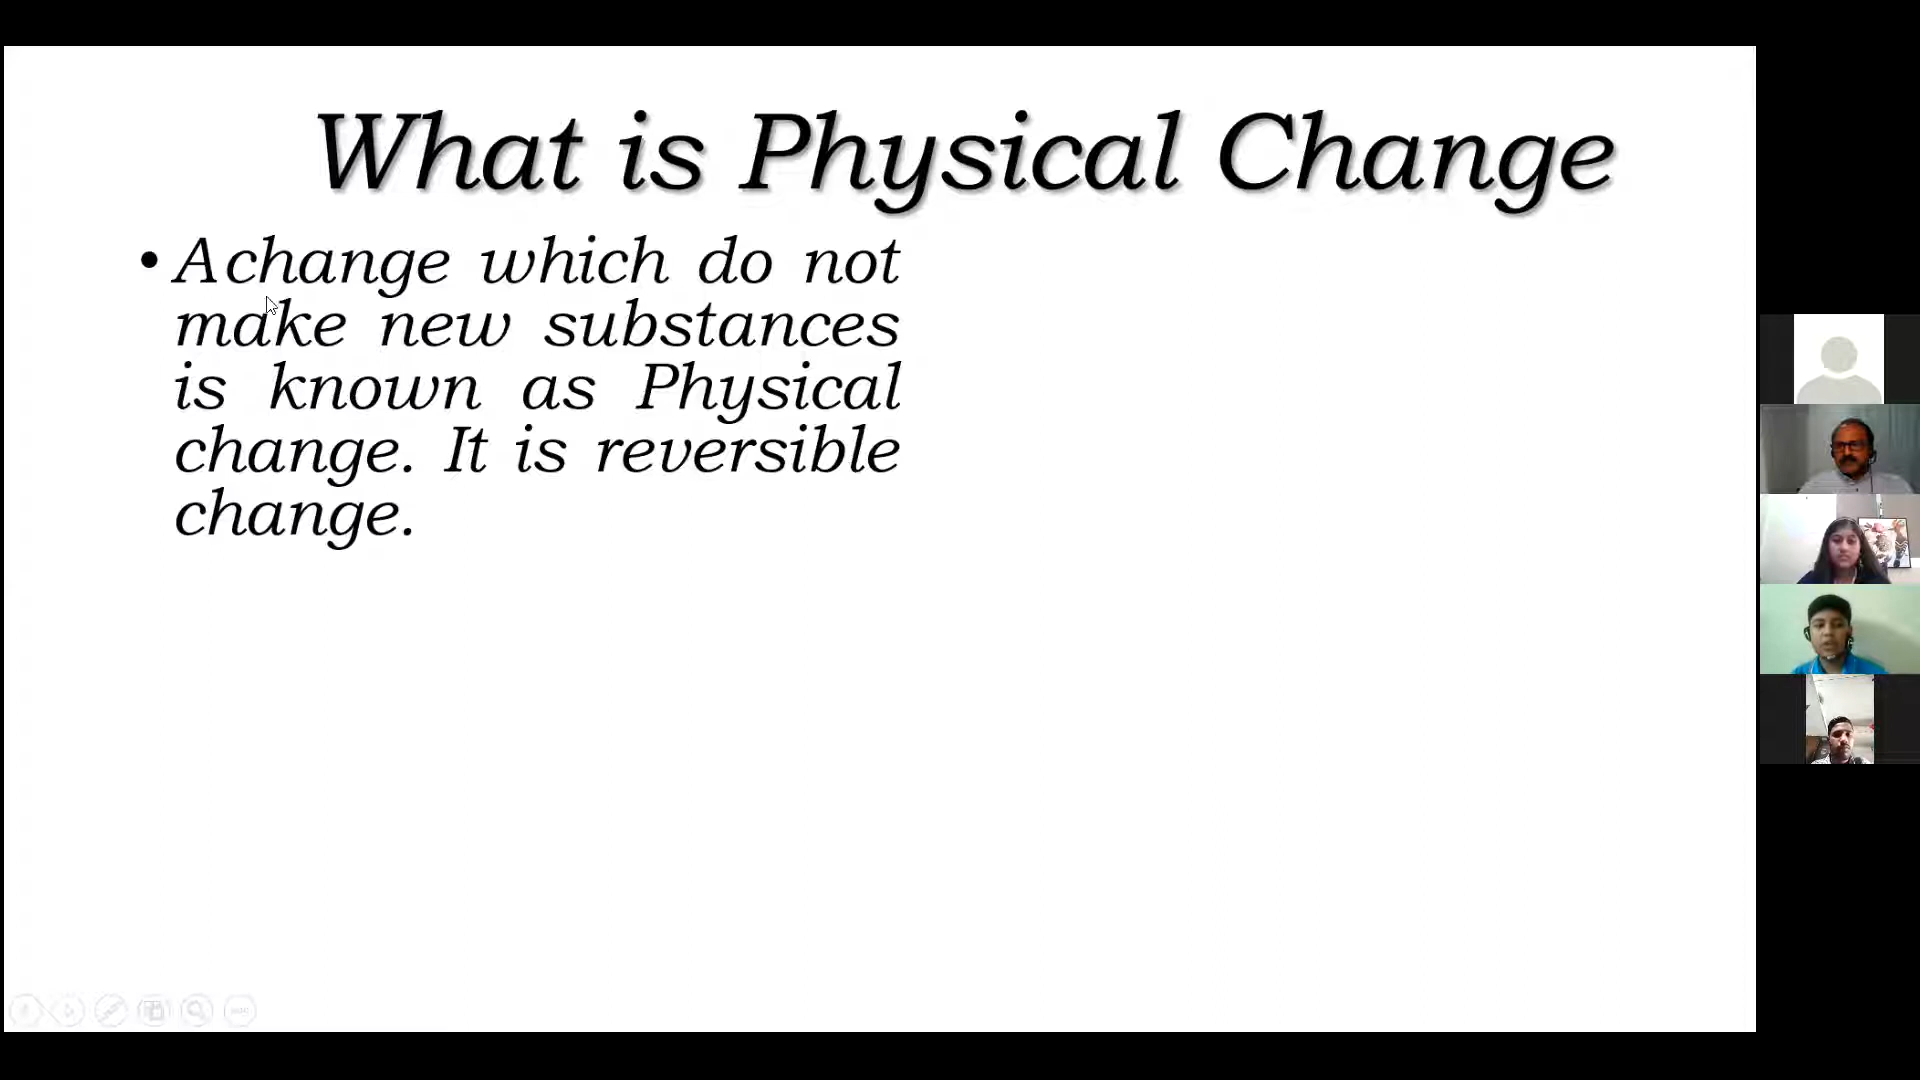 What is Physical Change
• A change which do not
make new substances
is known as Physical
change. It is reversible
change.